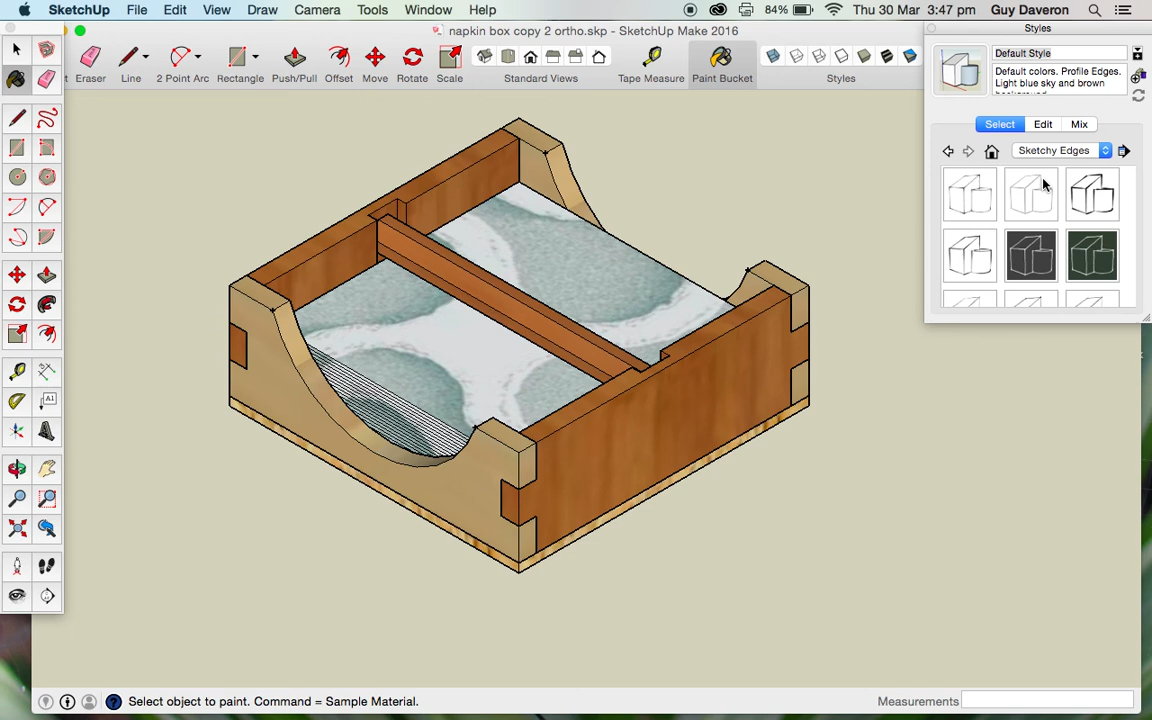 SketchUp File Edit View Draw Camera Tools Window Help 84% Thu 30 Mar 3:47 pm Guy Daveron
napkin box copy 2 ortho.skp - SketchUp Make 2016
Eraser Line 2 Point Arc Rectangle Push/Pull Offset Move Rotate Scale Standard Views Tape Measure Paint Bucket Styles
Styles
Default Style
Default colors. Profile Edges.
Light blue sky and brown
Select Edit Mix
Sketchy Edges
A1
Select object to paint. Command = Sample Material.
Measurements